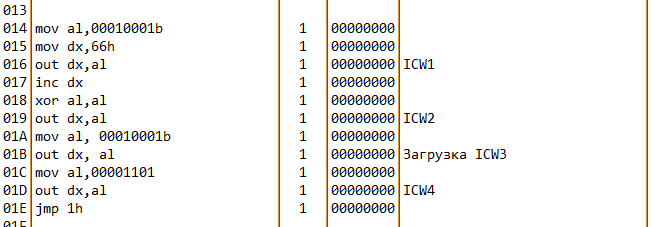 013
014 mov al,00010001b 1 00000000
015 mov dx,66h 1 00000000
016 out dx,al 1 00000000 ICW1
017 inc dx 1 00000000
018 xor al,al 1 00000000
019 out dx,al 1 00000000 ICW2
01A mov al, 00010001b 1 00000000
01B out dx, al 1 00000000 Загрузка ICW3
01C mov al,00001101 1 00000000
01D out dx,al 1 00000000 ICW4
01E jmp 1h 1 00000000
01F